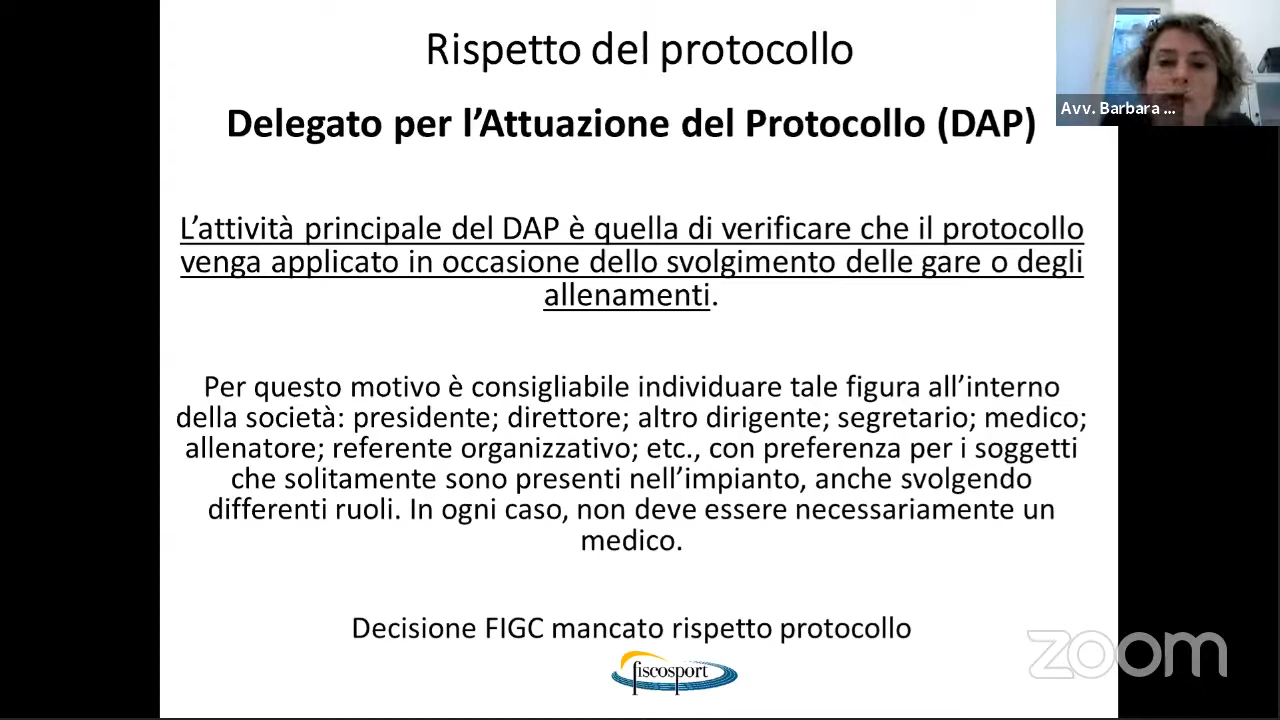 Rispetto del protocollo
Avv. Barbara ...
Delegato per l’Attuazione del Protocollo (DAP)
L’attività principale del DAP è quella di verificare che il protocollo
venga applicato in occasione dello svolgimento delle gare o degli
allenamenti.
Per questo motivo è consigliabile individuare tale figura all’interno
della società: presidente; direttore; altro dirigente; segretario; medico;
allenatore; referente organizzativo; etc., con preferenza per i soggetti
che solitamente sono presenti nell’impianto, anche svolgendo
differenti ruoli. In ogni caso, non deve essere necessariamente un
medico.
Decisione FIGC mancato rispetto protocollo
fiscosport
zoom